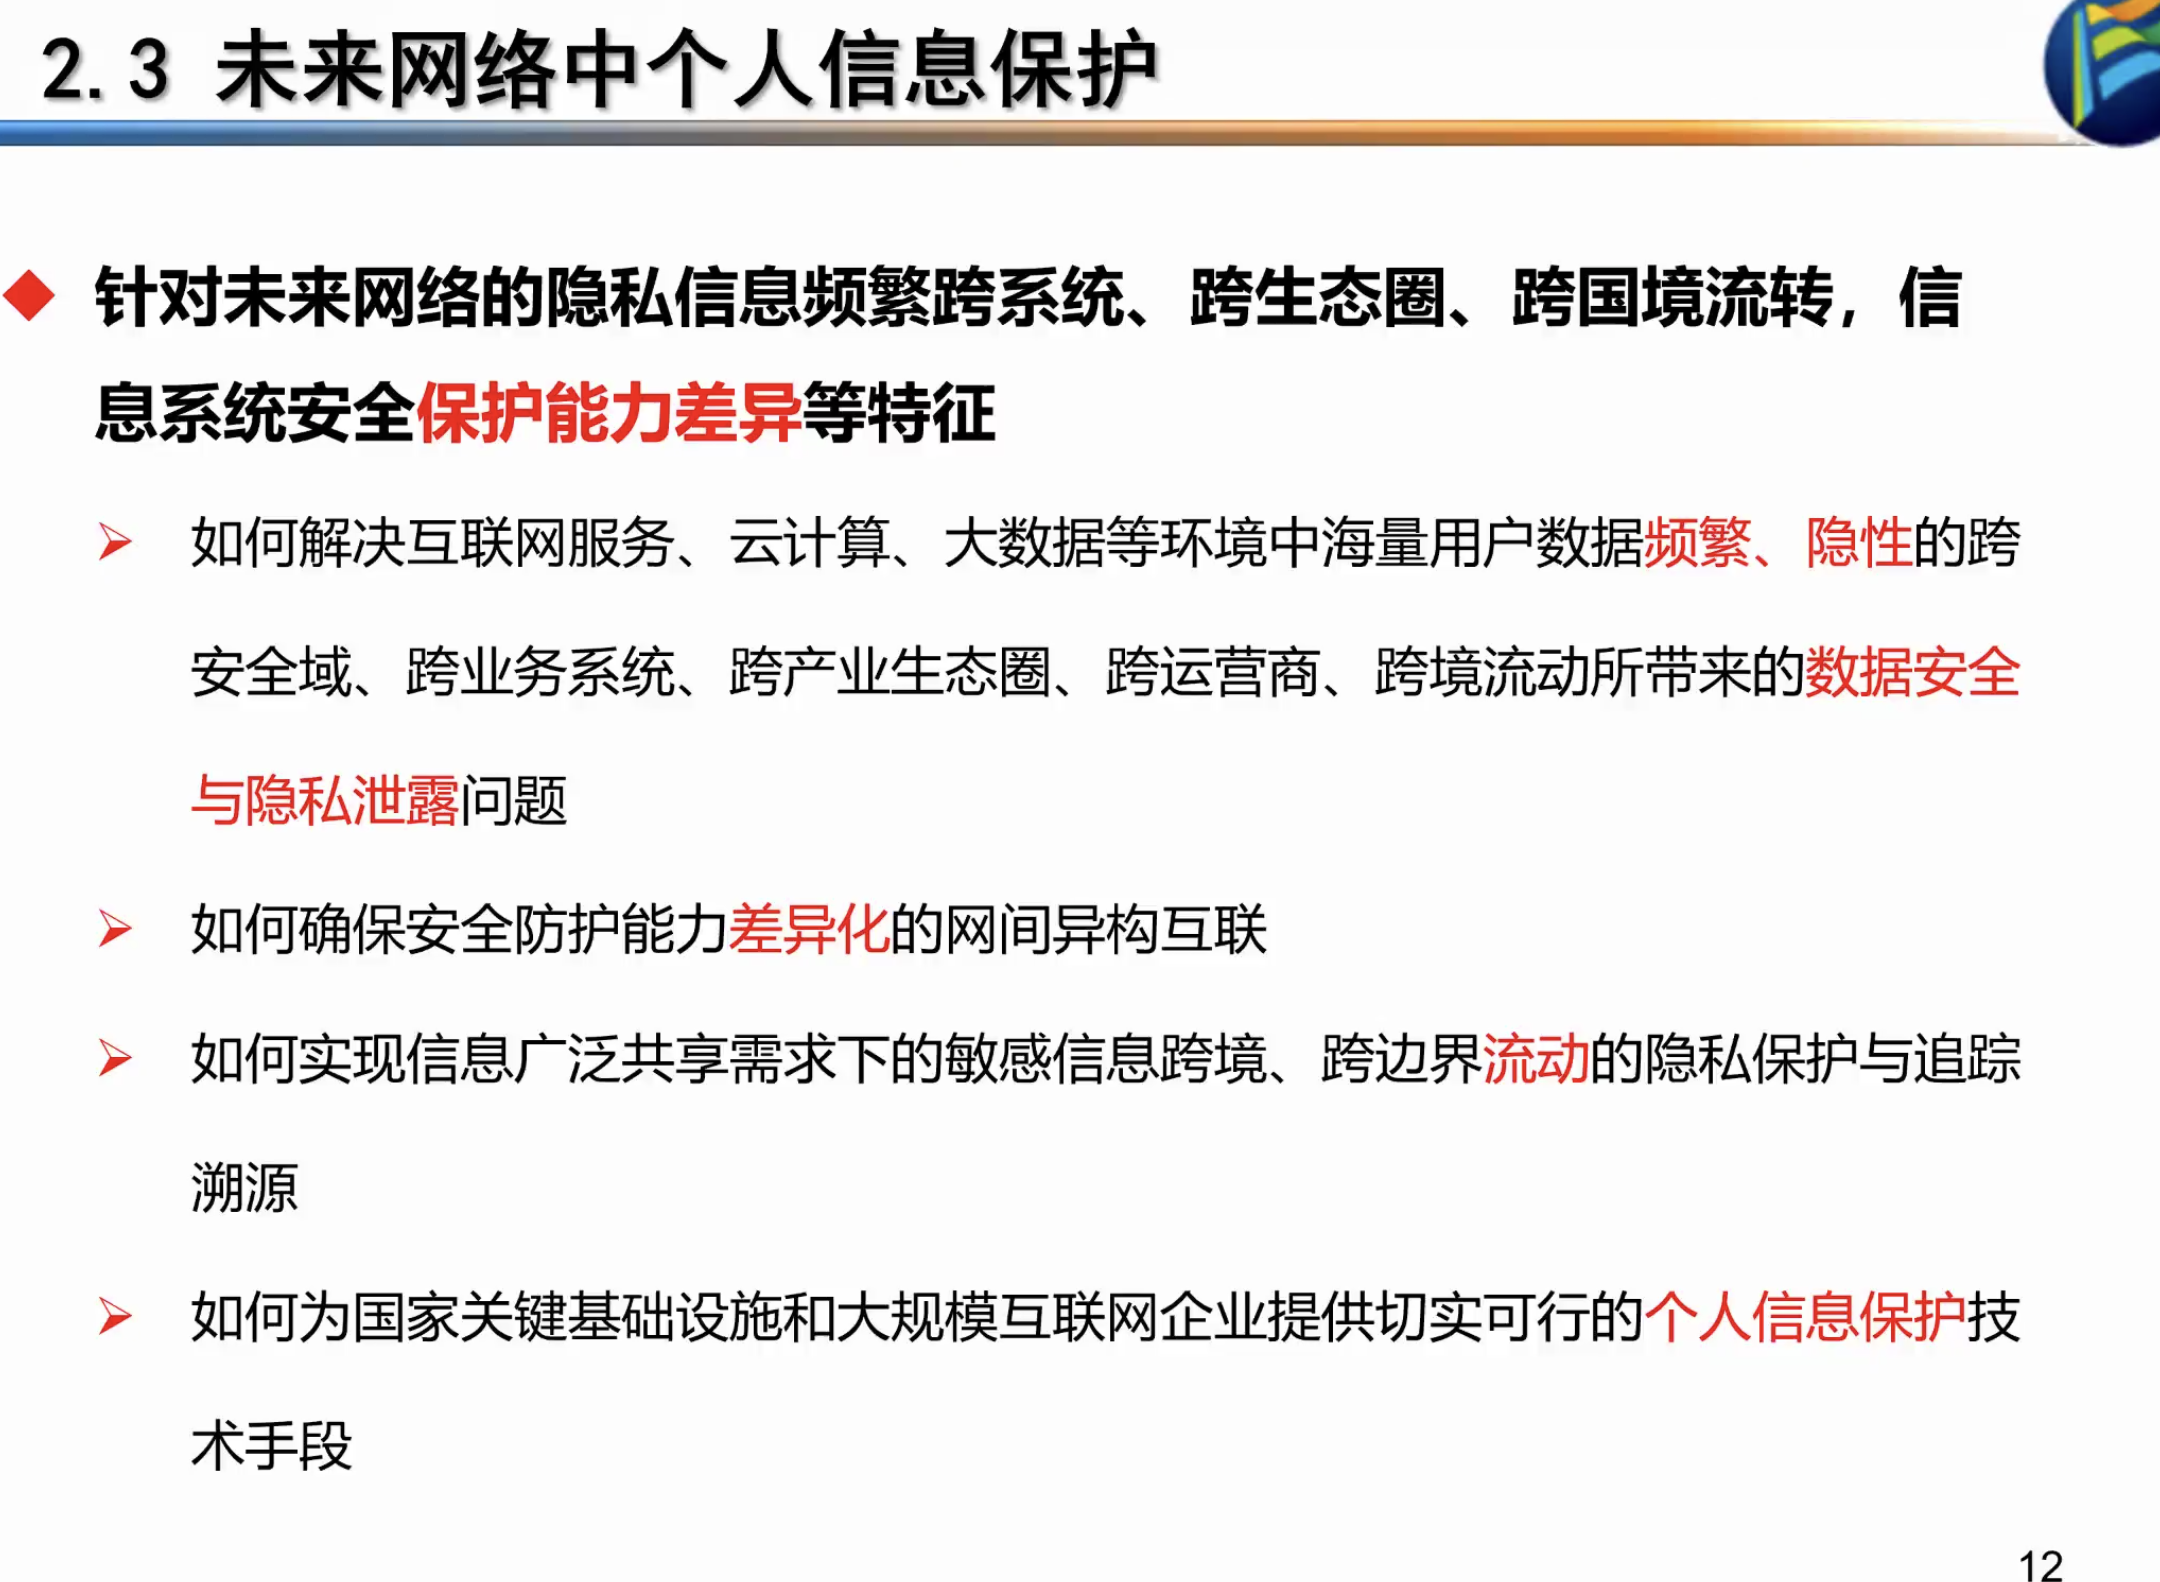 2.3 未来网络中个人信息保护
针对未来网络的隐私信息频繁跨系统、跨生态圈、跨国境流转，信
息系统安全保护能力差异等特征
如何解决互联网服务、云计算、大数据等环境中海量用户数据频繁、隐性的跨
安全域、跨业务系统、跨产业生态圈、跨运营商、跨境流动所带来的数据安全
与隐私泄露问题
如何确保安全防护能力差异化的网间异构互联
如何实现信息广泛共享需求下的敏感信息跨境、跨边界流动的隐私保护与追踪
溯源
如何为国家关键基础设施和大规模互联网企业提供切实可行的个人信息保护技
术手段
12